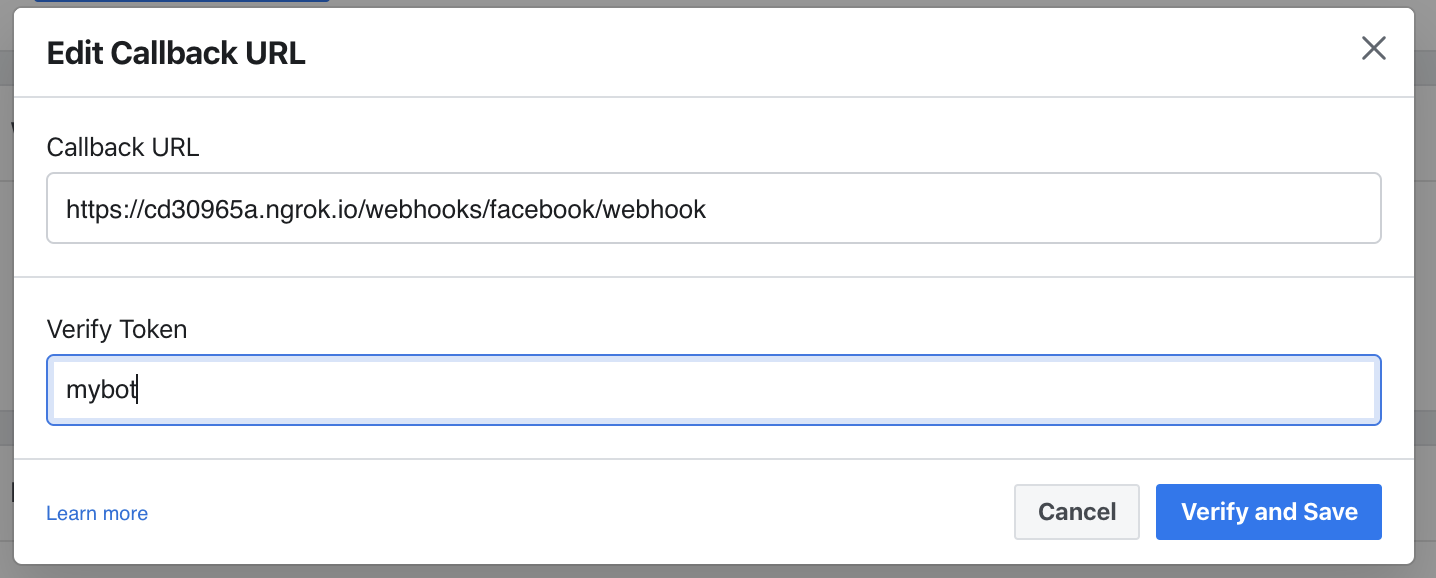 Edit Callback URL
Callback URL
https://cd30965a.ngrok.io/webhooks/facebook/webhook
Verify Token
mybot
Learn more
Cancel
Verify and Save